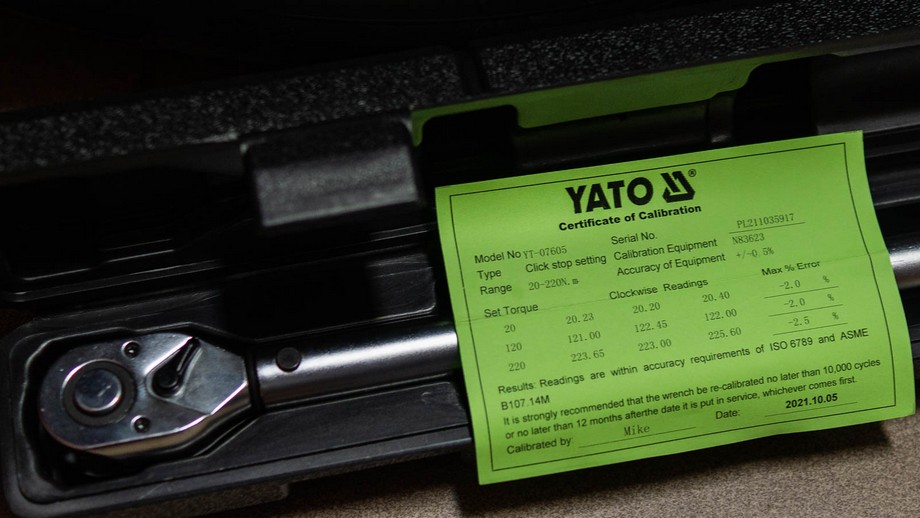 YATO ®
Certificate of Calibration
Serial No. PL211035917
Model No YT-07605
Calibration Equipment N83623
Type Click stop setting
Accuracy of Equipment +/-0.5%
Range 20-220N.m
Set Torque Clockwise Readings Max % Error
20 20.23 20.20 20.40 -2.0 %
120 121.00 122.45 122.00 -2.0 %
220 223.65 223.00 225.60 -2.5 %
Results: Readings are within accuracy requirements of ISO 6789 and ASME
B107.14M
It is strongly recommended that the wrench be re-calibrated no later than 10,000 cycles
or no later than 12 months afterthe date it is put in service, whichever comes first.
Calibrated by Mike Date: 2021.10.05